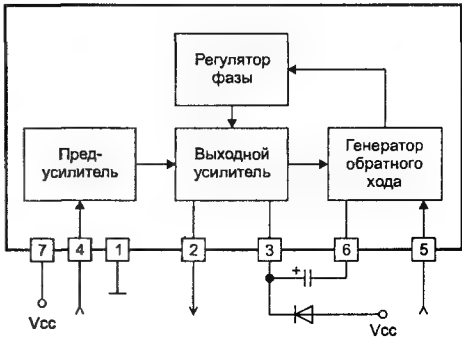 Регулятор
фазы
Пред-
усилитель
Выходной
усилитель
Генератор
обратного
хода
7 4 1 2 3 6 5
+
Vcc
Vcc